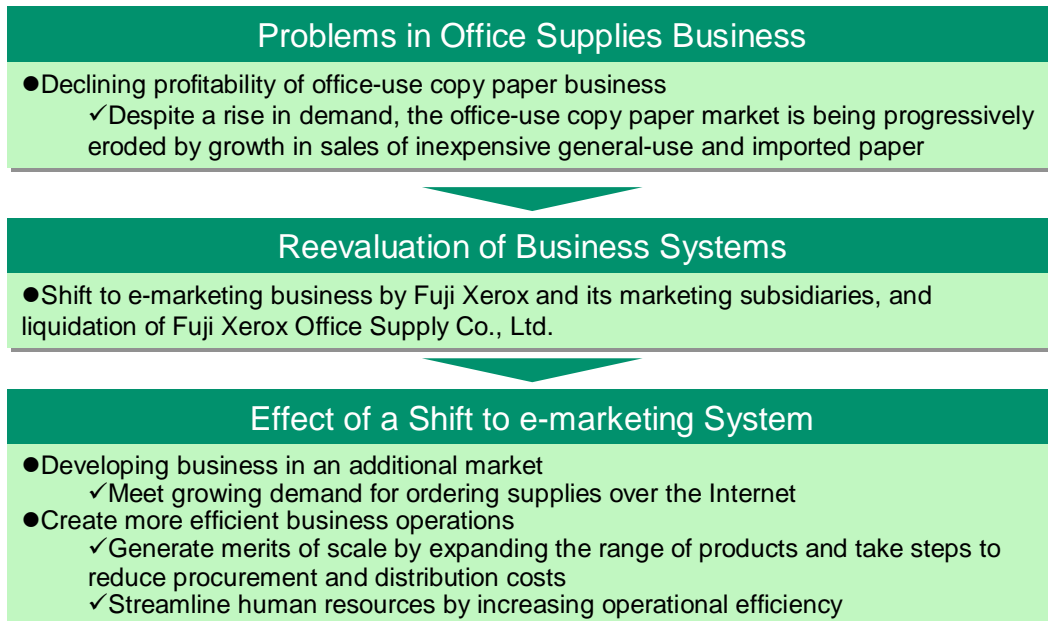 Problems in Office Supplies Business
●Declining profitability of office-use copy paper business
✓Despite a rise in demand, the office-use copy paper market is being progressively
eroded by growth in sales of inexpensive general-use and imported paper
Reevaluation of Business Systems
●Shift to e-marketing business by Fuji Xerox and its marketing subsidiaries, and
liquidation of Fuji Xerox Office Supply Co., Ltd.
Effect of a Shift to e-marketing System
●Developing business in an additional market
✓Meet growing demand for ordering supplies over the Internet
●Create more efficient business operations
✓Generate merits of scale by expanding the range of products and take steps to
reduce procurement and distribution costs
✓Streamline human resources by increasing operational efficiency